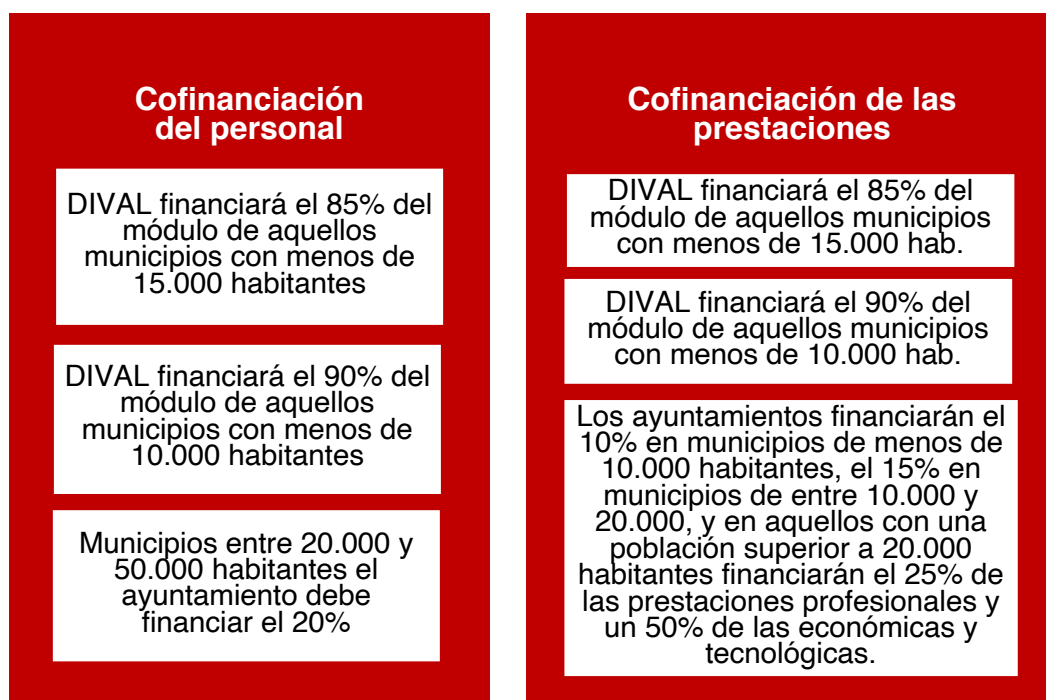 Cofinanciación
del personal
DIVAL financiará el 85% del
módulo de aquellos
municipios con menos de
15.000 habitantes
DIVAL financiará el 90% del
módulo de aquellos
municipios con menos de
10.000 habitantes
Municipios entre 20.000 y
50.000 habitantes el
ayuntamiento debe
financiar el 20%
Cofinanciación de las
prestaciones
DIVAL financiará el 85% del
módulo de aquellos municipios
con menos de 15.000 hab.
DIVAL financiará el 90% del
módulo de aquellos municipios
con menos de 10.000 hab.
Los ayuntamientos financiarán el
10% en municipios de menos de
10.000 habitantes, el 15% en
municipios de entre 10.000 y
20.000, y en aquellos con una
población superior a 20.000
habitantes financiarán el 25% de
las prestaciones profesionales y
un 50% de las económicas y
tecnológicas.